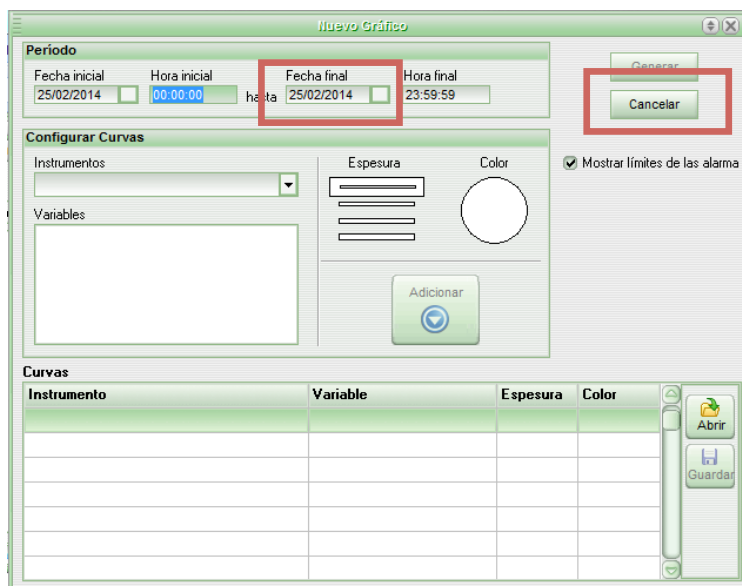 Nuevo Gráfico
Período
Fecha inicial Hora inicial Fecha final Hora final
25/02/2014 00:00:00 hasta 25/02/2014 23:59:59
Generar
Cancelar
Configurar Curvas
Instrumentos Espesura Color
Mostrar límites de las alarma
Variables
Adicionar
Curvas
Instrumento Variable Espesura Color
Abrir
Guardar